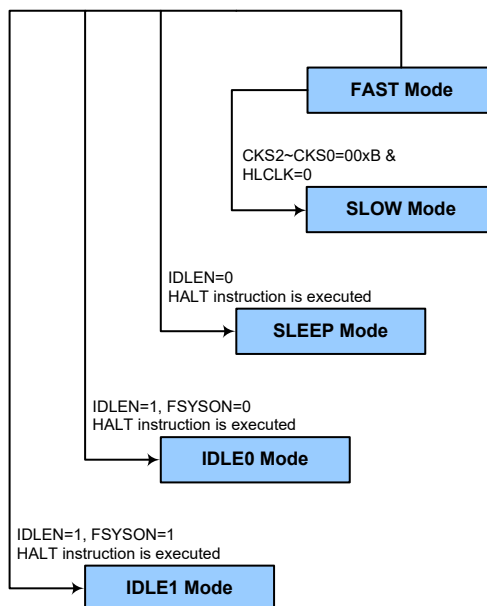 FAST Mode
CKS2~CKS0=00xB &
HLCLK=0
SLOW Mode
IDLEN=0
HALT instruction is executed
SLEEP Mode
IDLEN=1, FSYSON=0
HALT instruction is executed
IDLE0 Mode
IDLEN=1, FSYSON=1
HALT instruction is executed
IDLE1 Mode